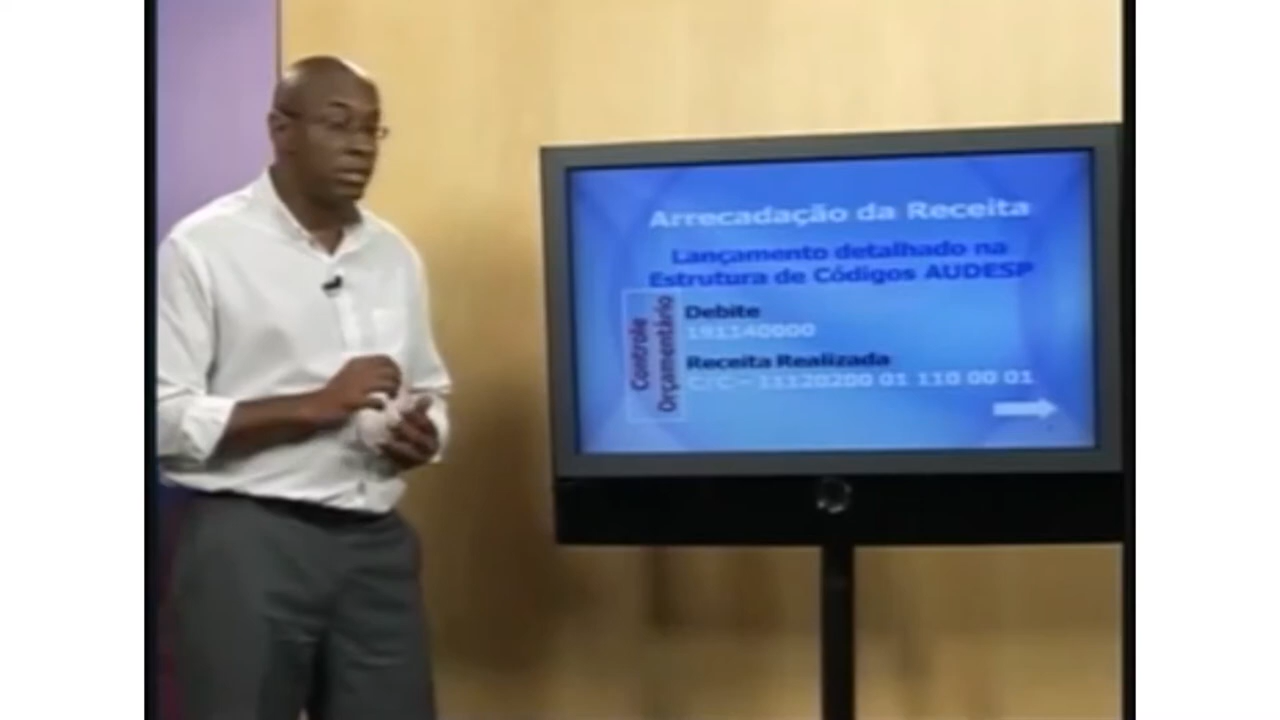 Arrecadação da Receita
Lançamento detalhado na
Estrutura de Códigos AUDESP
Controle
Orçamentário
Debite
191140000
Receita Realizada
C/C - 11120200 01 110 00 01